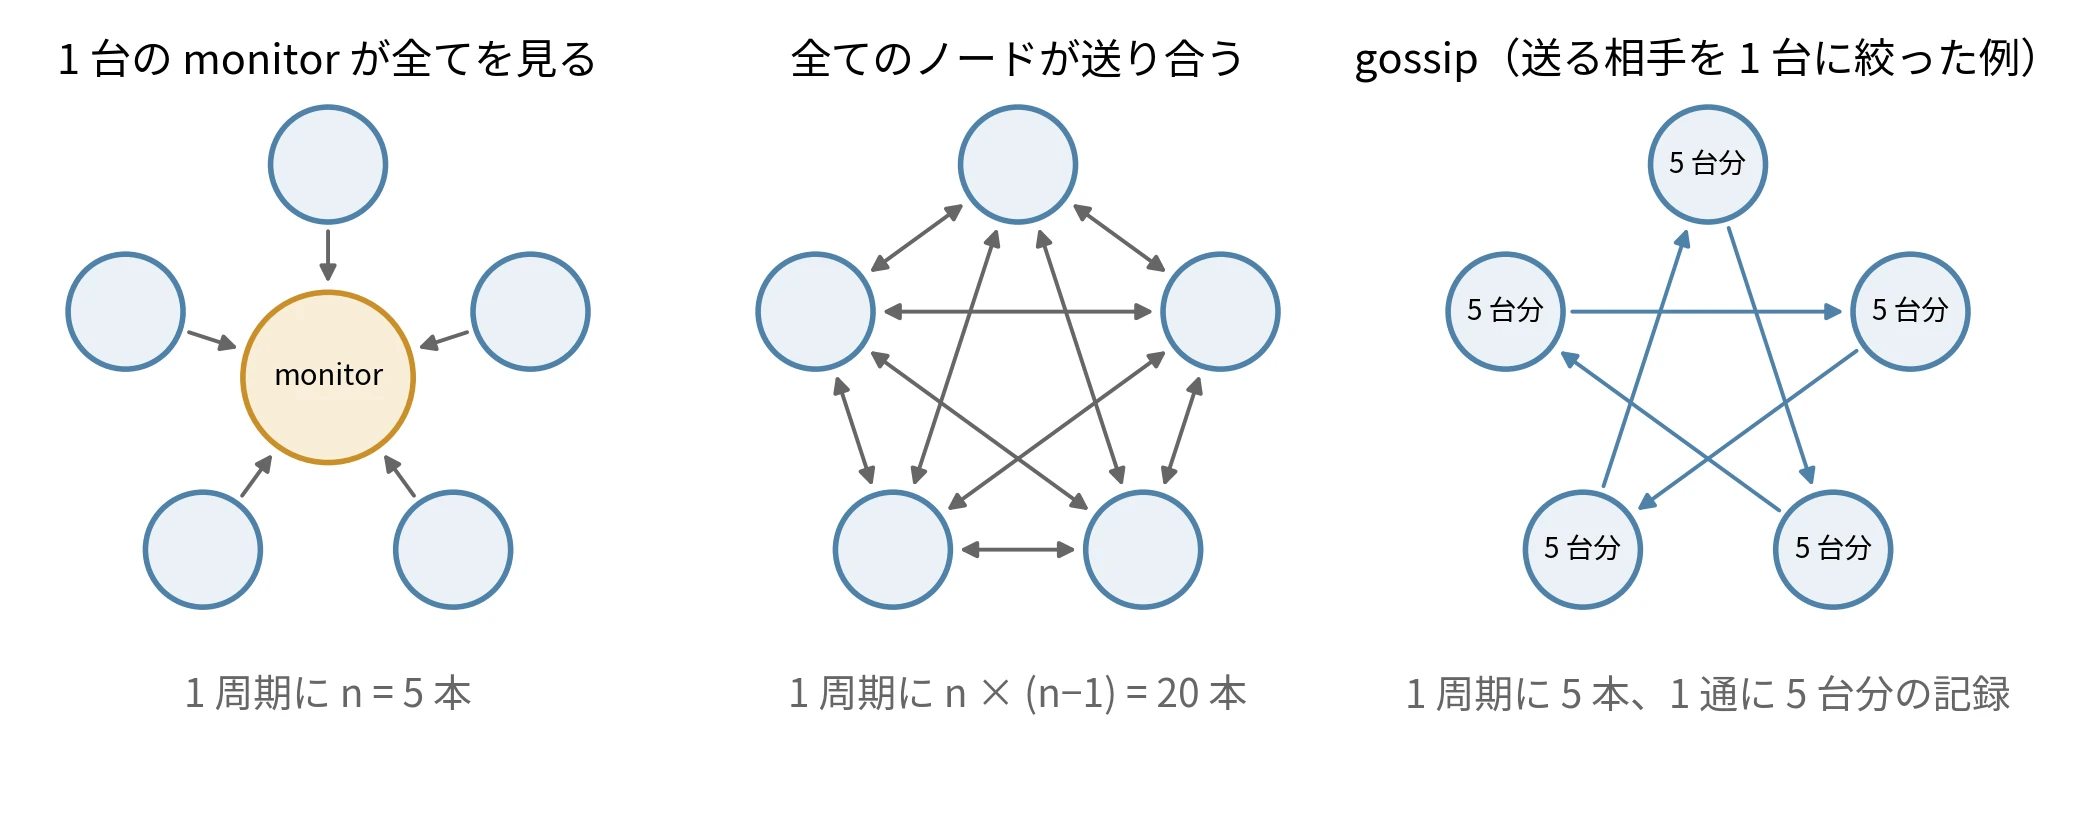 1 台の monitor が全てを見る
monitor
1 周期に n = 5 本
全てのノードが送り合う
1 周期に n × (n−1) = 20 本
gossip（送る相手を 1 台に絞った例）
5 台分
5 台分
5 台分
5 台分
5 台分
1 周期に 5 本、1 通に 5 台分の記録